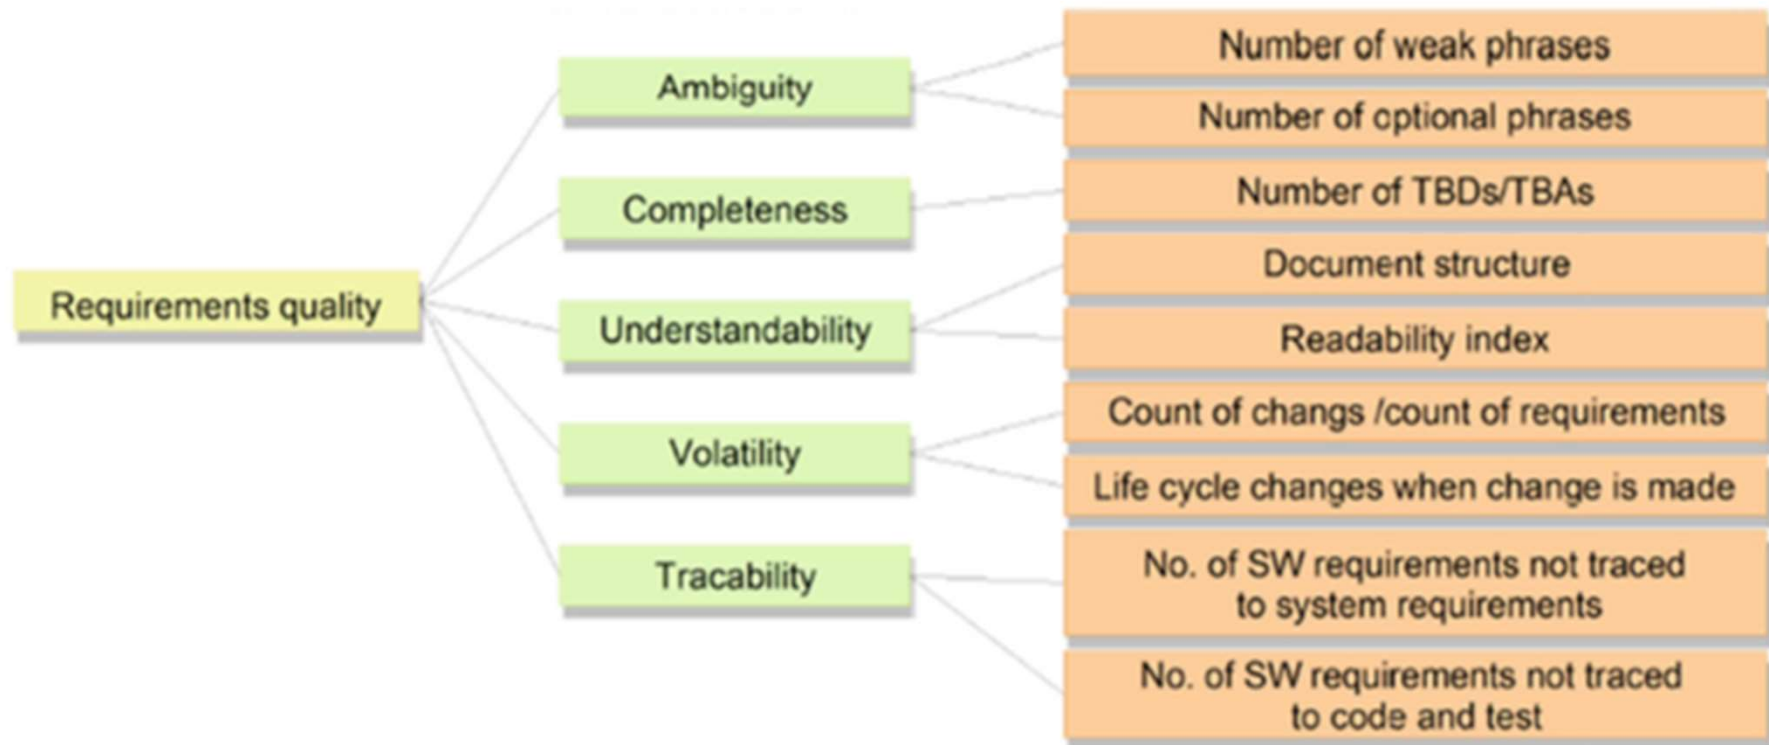 Requirements quality
Ambiguity
Completeness
Understandability
Volatility
Tracability
Number of weak phrases
Number of optional phrases
Number of TBDs/TBAs
Document structure
Readability index
Count of changs /count of requirements
Life cycle changes when change is made
No. of SW requirements not traced
to system requirements
No. of SW requirements not traced
to code and test